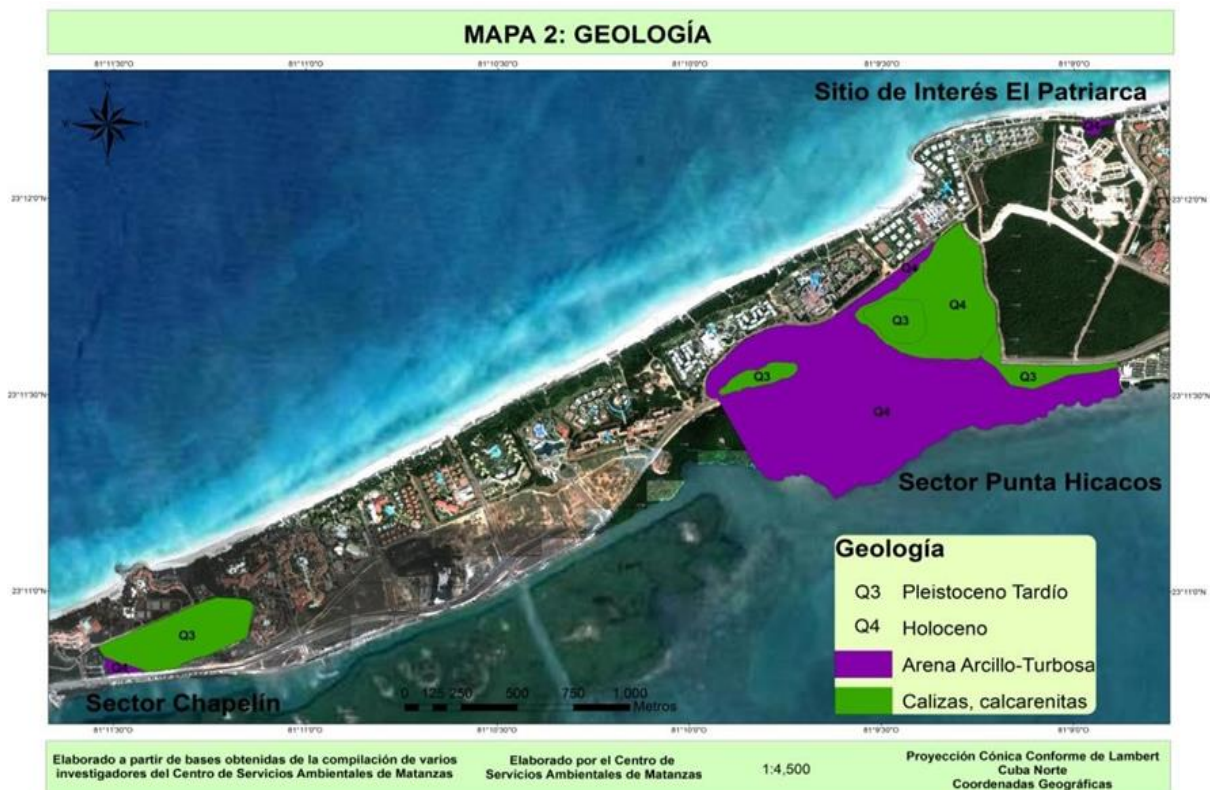 MAPA 2: GEOLOGÍA
81°11'30"O 81°11'0"O 81°10'30"O 81°10'0"O 81°9'30"O 81°9'0"O
N
Sitio de Interés El Patriarca
Q4
23°12'0"N 23°12'0"N
Q4
Q4
Q3
Q3
Q3
23°11'30"N 23°11'30"N
Q4
Sector Punta Hicacos
Geología
Q3 Pleistoceno Tardío
Q4 Holoceno
Arena Arcillo-Turbosa
Calizas, calcarenitas
23°11'0"N 23°11'0"N
Q3
Q4
Sector Chapelín
0 125 250 500 750 1,000
Metros
81°11'30"O 81°11'0"O 81°10'30"O 81°10'0"O 81°9'30"O 81°9'0"O
Elaborado a partir de bases obtenidas de la compilación de varios
investigadores del Centro de Servicios Ambientales de Matanzas
Elaborado por el Centro de
Servicios Ambientales de Matanzas
1:4,500
Proyección Cónica Conforme de Lambert
Cuba Norte
Coordenadas Geográficas